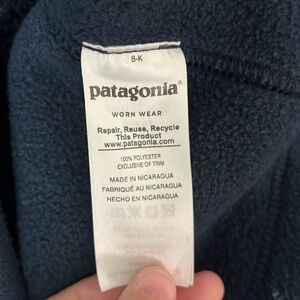 8-K
patagonia®
WORN WEAR
Repair, Reuse, Recycle
This Product
www.patagonia.com
100% POLYESTER
EXCLUSIVE OF TRIM
MADE IN NICARAGUA
FABRIQUÉ AU NICARAGUA
HECHO EN NICARAGUA